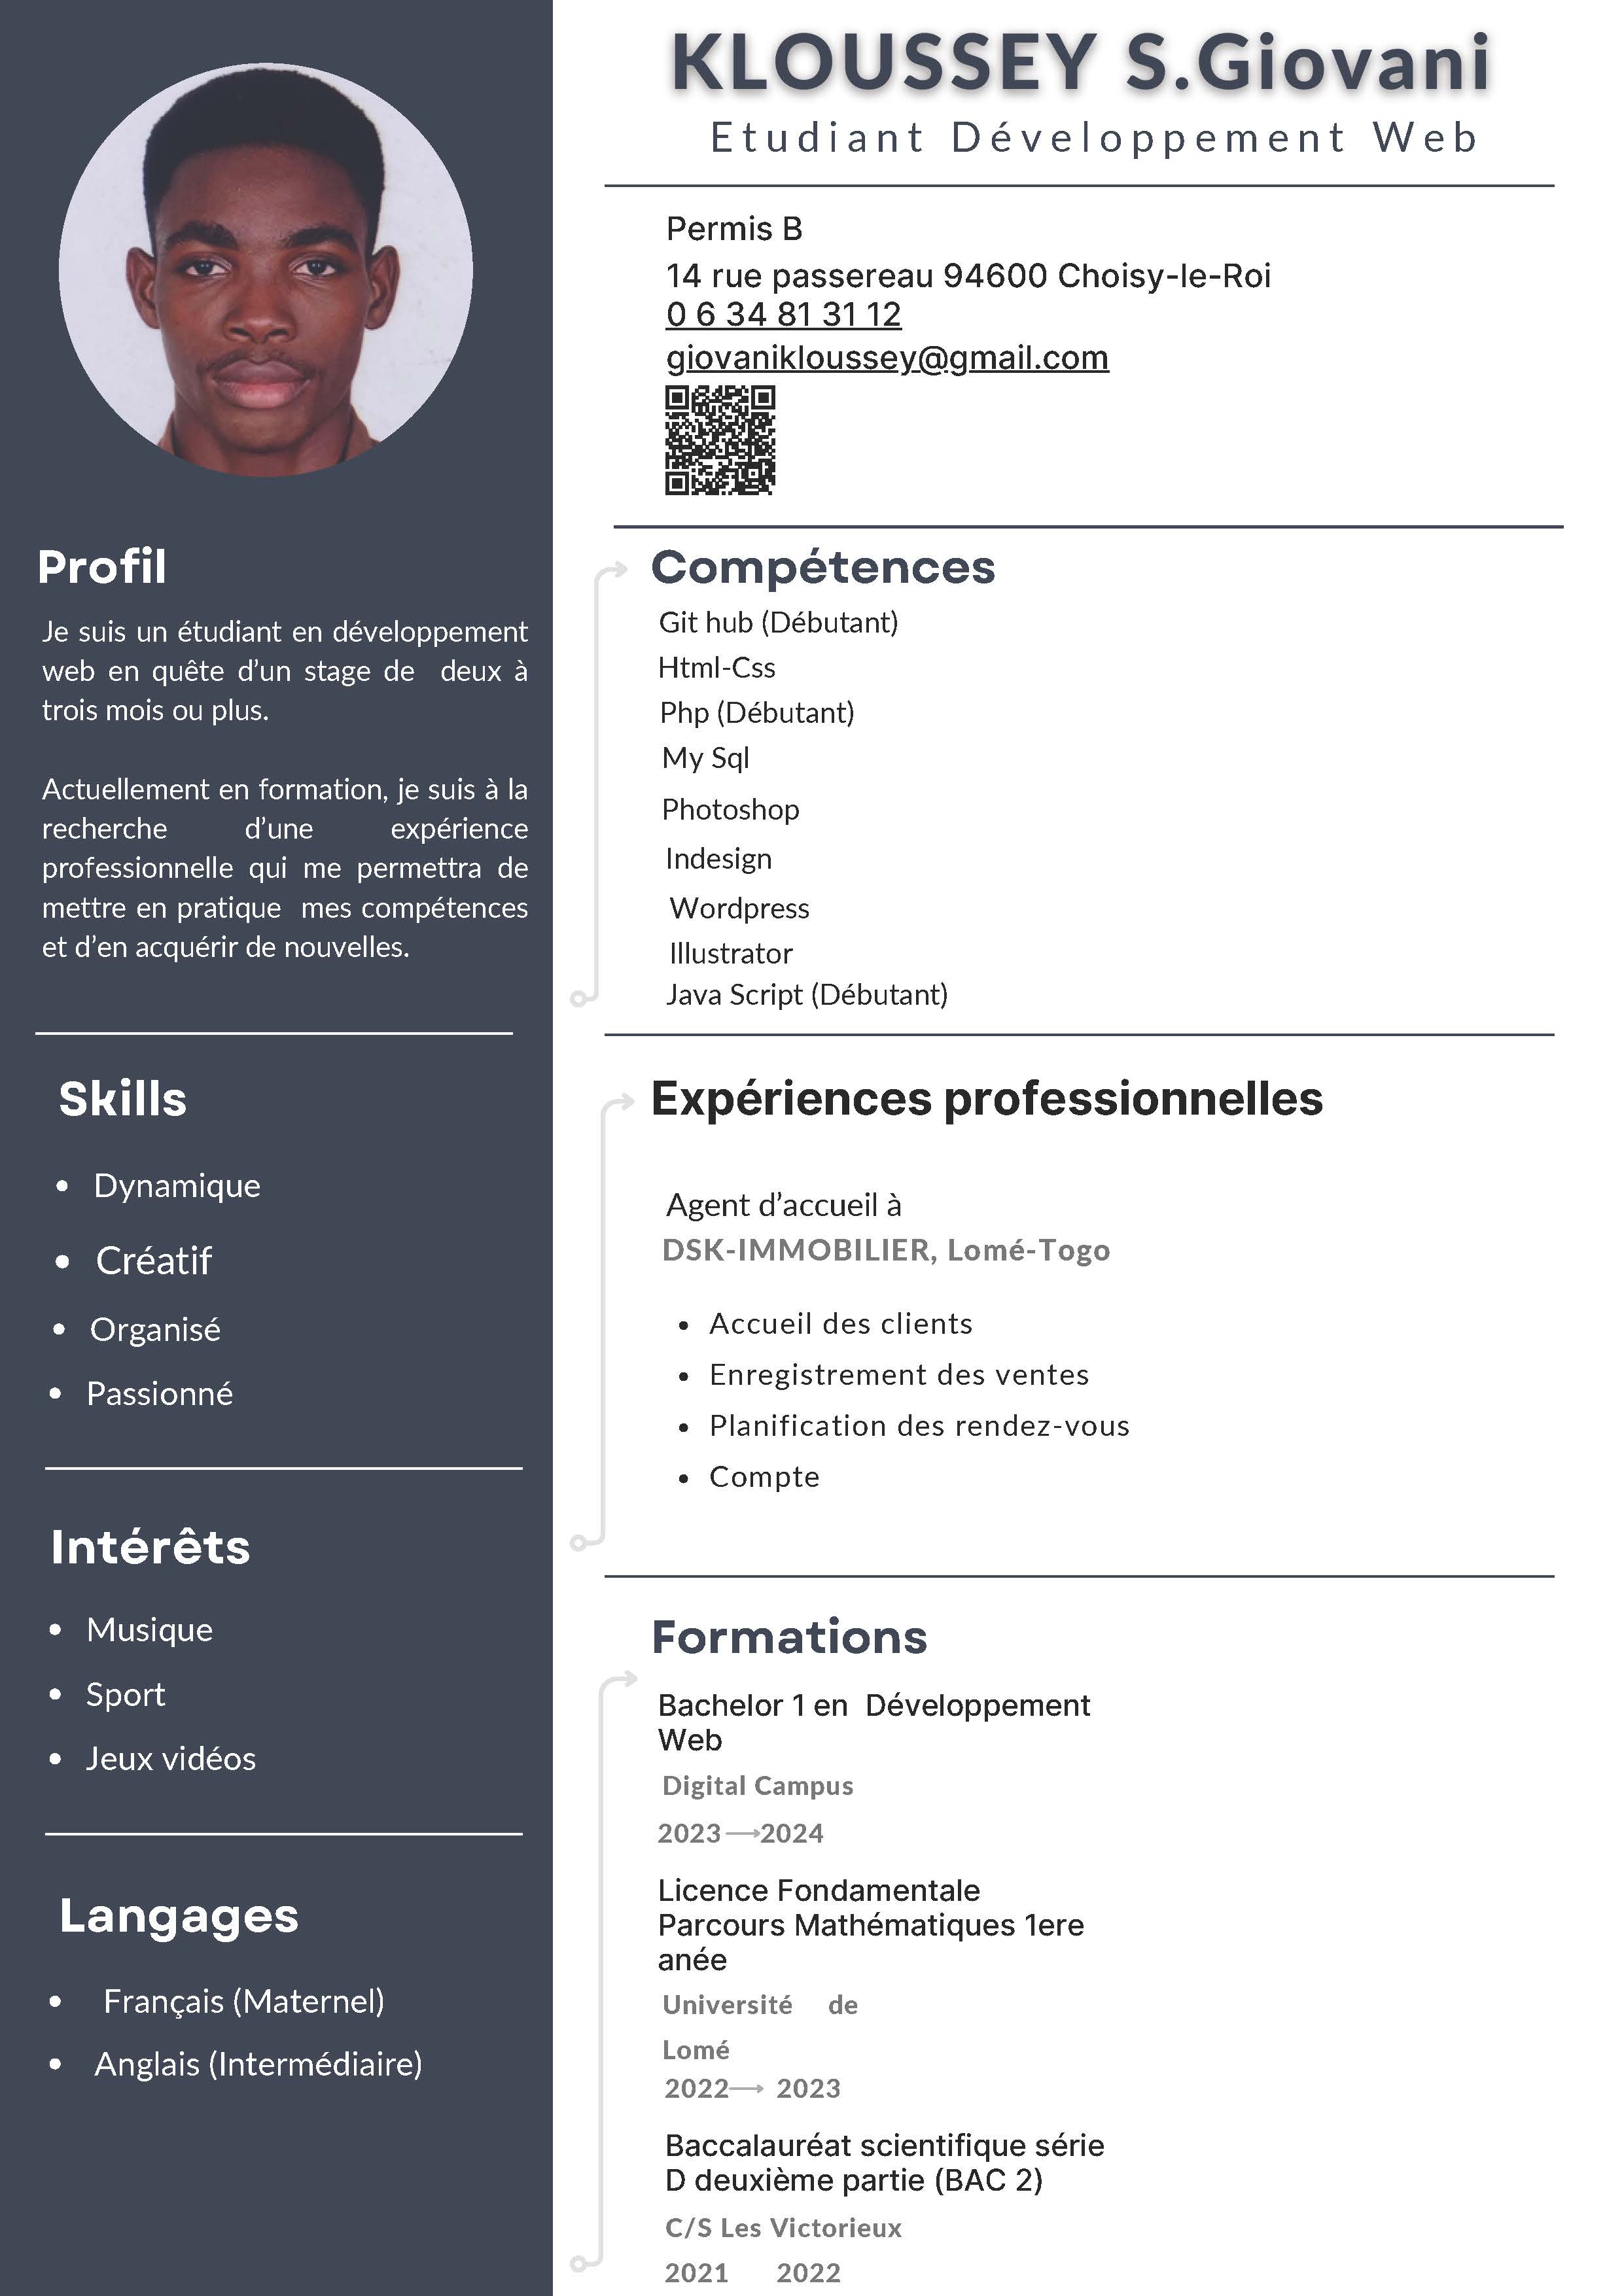 KLOUSSEY S.Giovani
Etudiant Développement Web
Permis B
14 rue passereau 94600 Choisy-le-Roi
0 6 34 81 31 12
giovanikloussey@gmail.com
Profil
Je suis un étudiant en développement
web en quête d'un stage de deux à
trois mois ou plus.
Actuellement en formation, je suis à la
recherche d'une expérience
professionnelle qui me permettra de
mettre en pratique mes compétences
et d'en acquérir de nouvelles.
Skills
• Dynamique
• Créatif
• Organisé
• Passionné
Intérêts
• Musique
• Sport
• Jeux vidéos
Langages
• Français (Maternel)
• Anglais (Intermédiaire)
Compétences
Git hub (Débutant)
Html-Css
Php (Débutant)
My Sql
Photoshop
Indesign
Wordpress
Illustrator
Java Script (Débutant)
Expériences professionnelles
Agent d'accueil à
DSK-IMMOBILIER, Lomé-Togo
• Accueil des clients
• Enregistrement des ventes
• Planification des rendez-vous
• Compte
Formations
Bachelor 1 en Développement
Web
Digital Campus
2023 → 2024
Licence Fondamentale
Parcours Mathématiques 1ere
anée
Université de
Lomé
2022 → 2023
Baccalauréat scientifique série
D deuxième partie (BAC 2)
C/S Les Victorieux
2021 2022